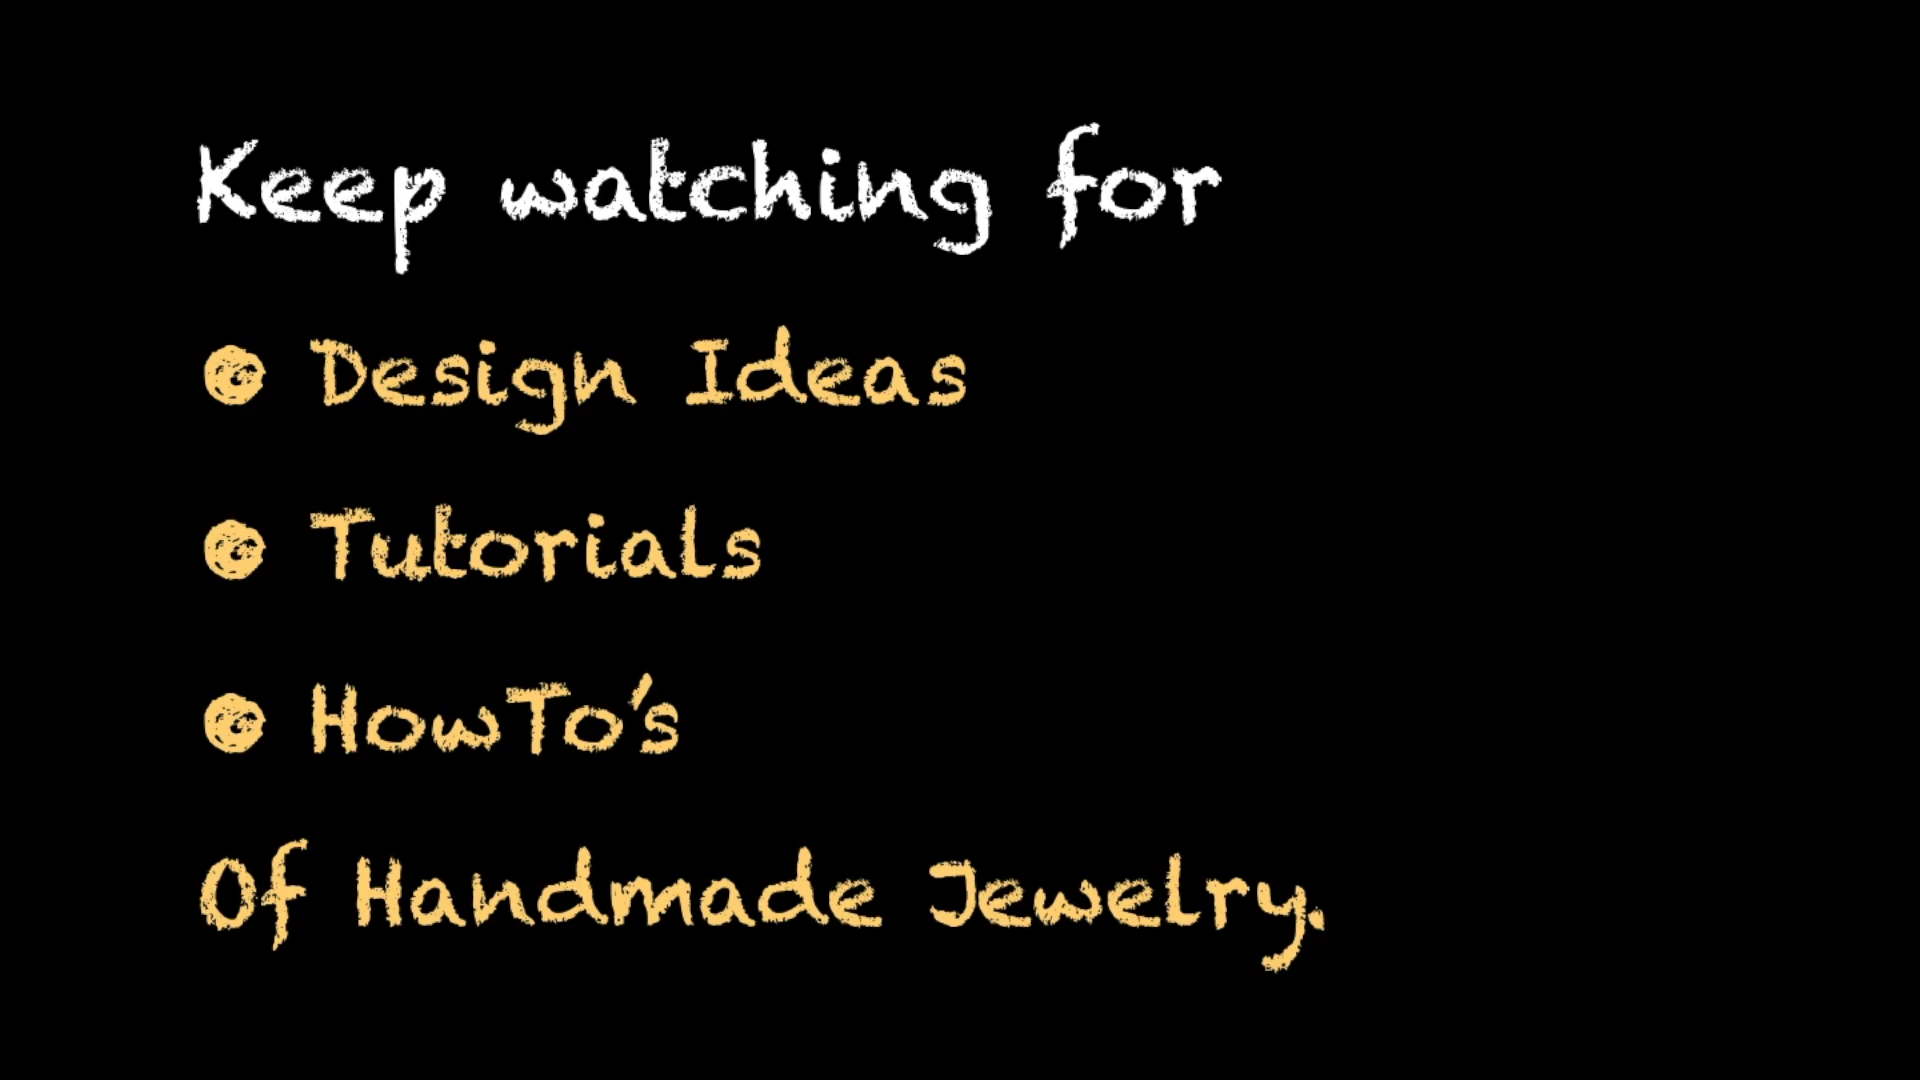 Keep watching for
• Design Ideas
• Tutorials
• HowTo's
Of Handmade Jewelry.